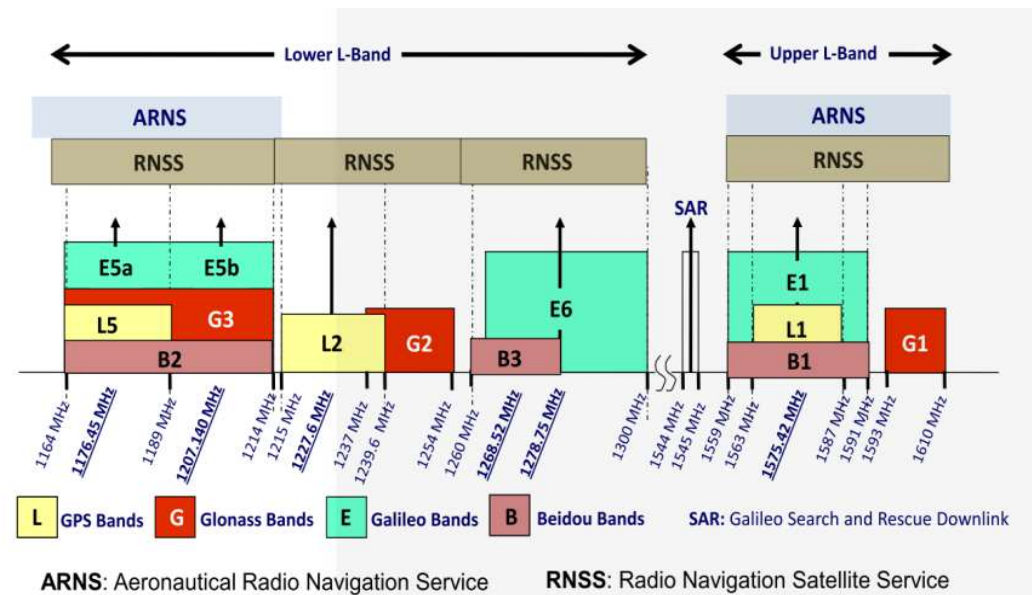 Lower L-Band
Upper L-Band
ARNS
ARNS
RNSS
RNSS
RNSS
RNSS
SAR
E5a
E5b
E1
E6
L5
G3
L2
G2
L1
G1
B2
B3
B1
1164 MHz
1176.45 MHz
1189 MHz
1207.140 MHz
1214 MHz
1215 MHz
1227.6 MHz
1237 MHz
1239.6 MHz
1254 MHz
1260 MHz
1268.52 MHz
1278.75 MHz
1300 MHz
1544 MHz
1545 MHz
1559 MHz
1563 MHz
1575.42 MHz
1587 MHz
1591 MHz
1593 MHz
1610 MHz
L GPS Bands G Glonass Bands E Galileo Bands B Beidou Bands SAR: Galileo Search and Rescue Downlink
ARNS: Aeronautical Radio Navigation Service RNSS: Radio Navigation Satellite Service